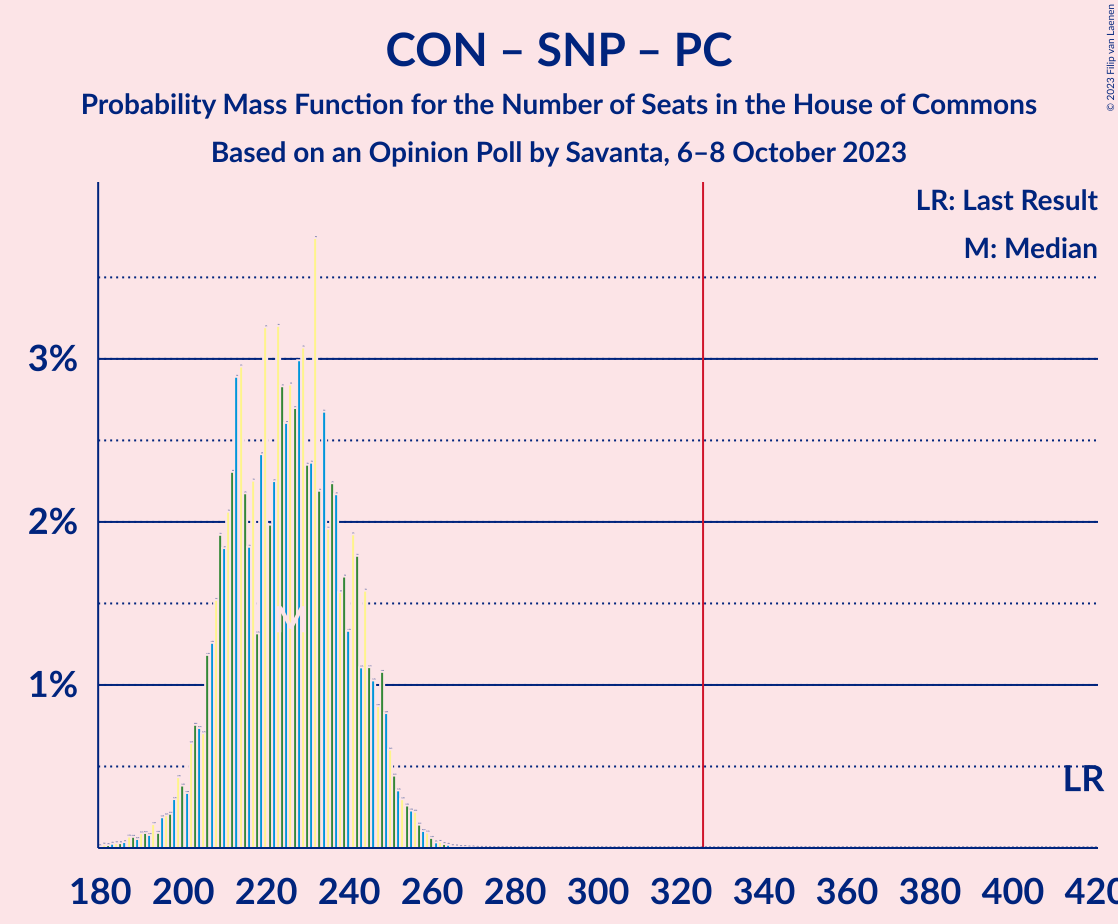 CON – SNP – PC
Probability Mass Function for the Number of Seats in the House of Commons
Based on an Opinion Poll by Savanta, 6–8 October 2023
© 2023 Filip van Laenen
LR: Last Result
M: Median
3%
2%
1%
M
LR
180 200 220 240 260 280 300 320 340 360 380 400 420